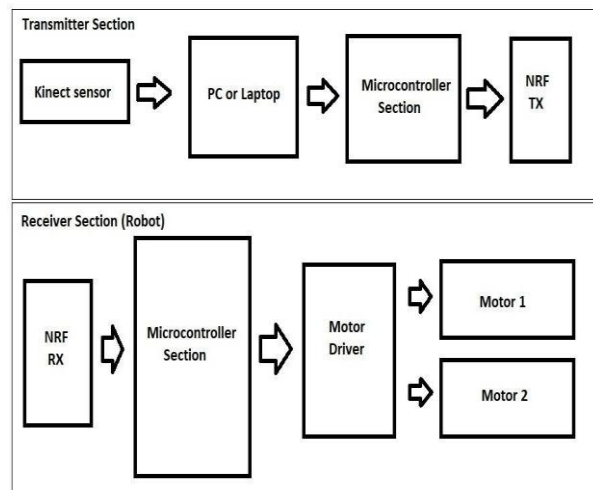 Transmitter Section
Kinect sensor
PC or Laptop
Microcontroller
Section
NRF
TX
Receiver Section (Robot)
NRF
RX
Microcontroller
Section
Motor
Driver
Motor 1
Motor 2